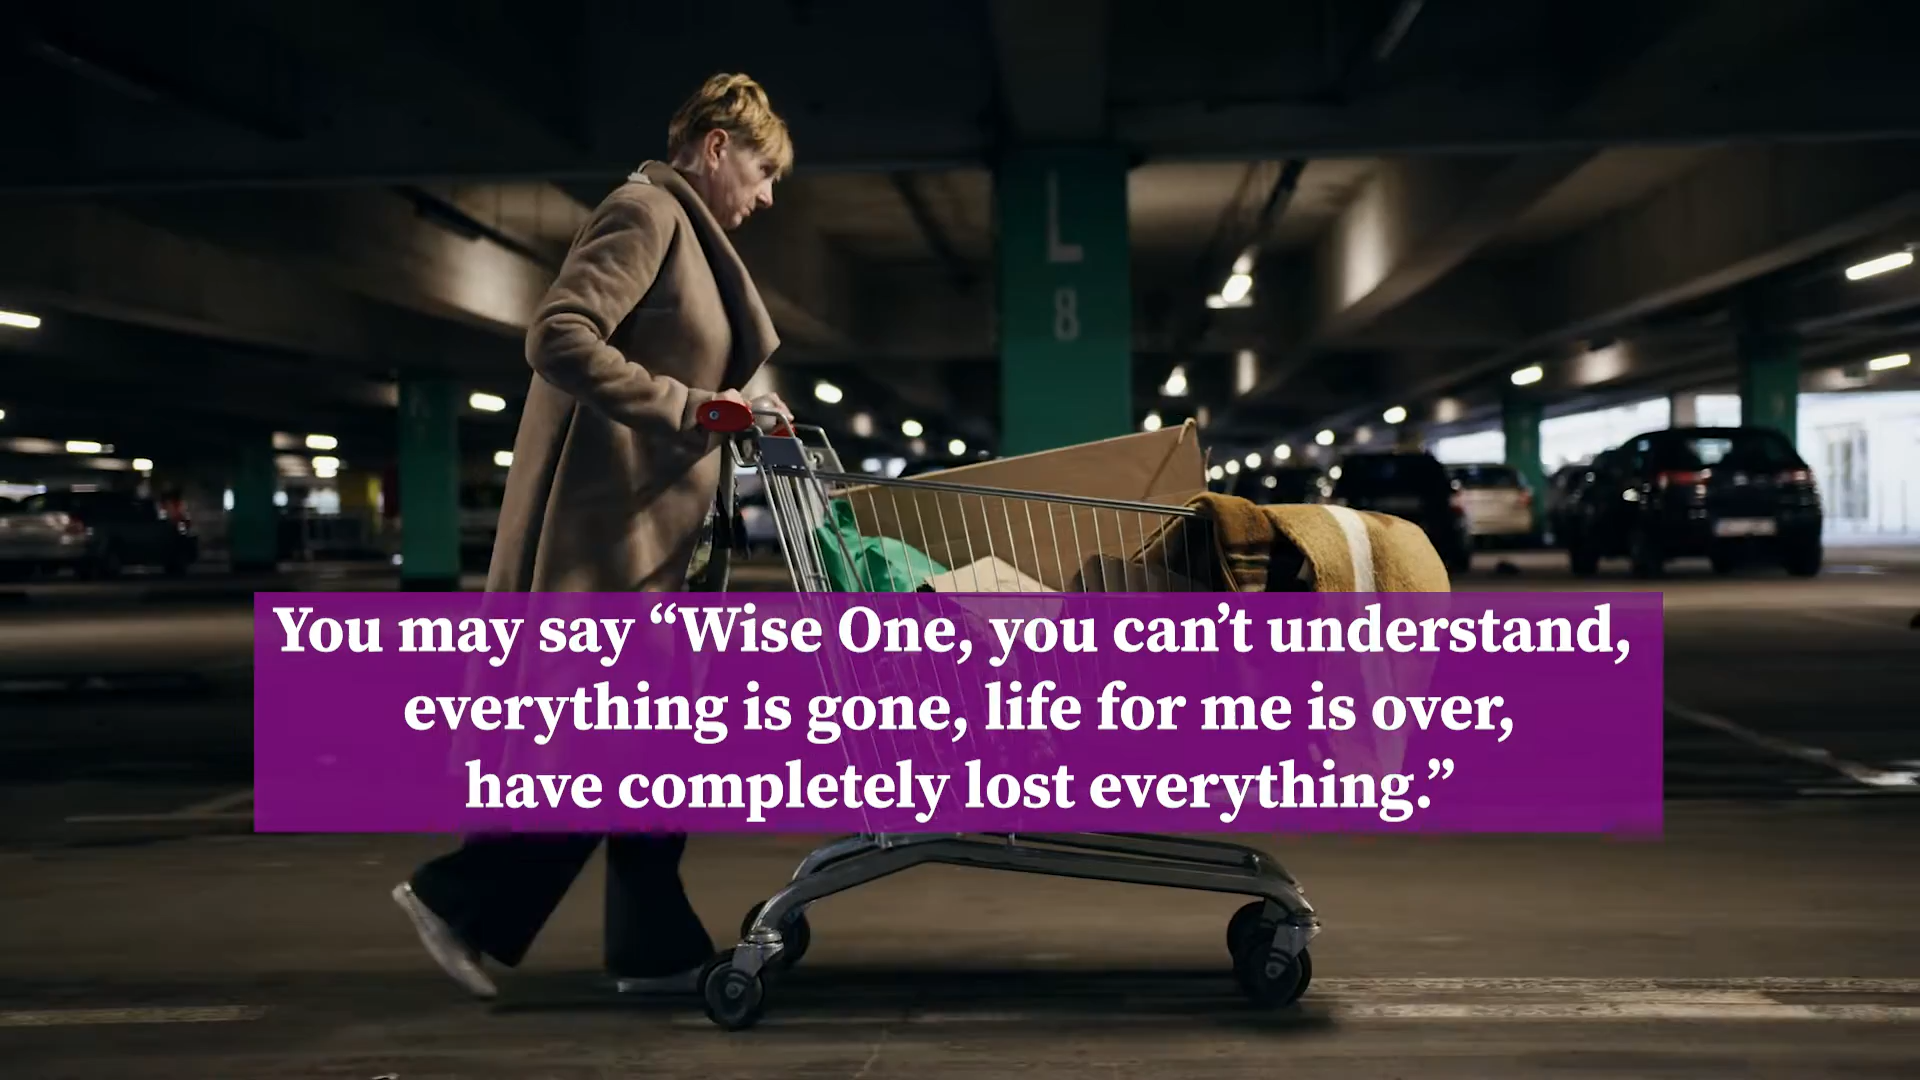 L
8
You may say “Wise One, you can’t understand,
everything is gone, life for me is over,
have completely lost everything.”